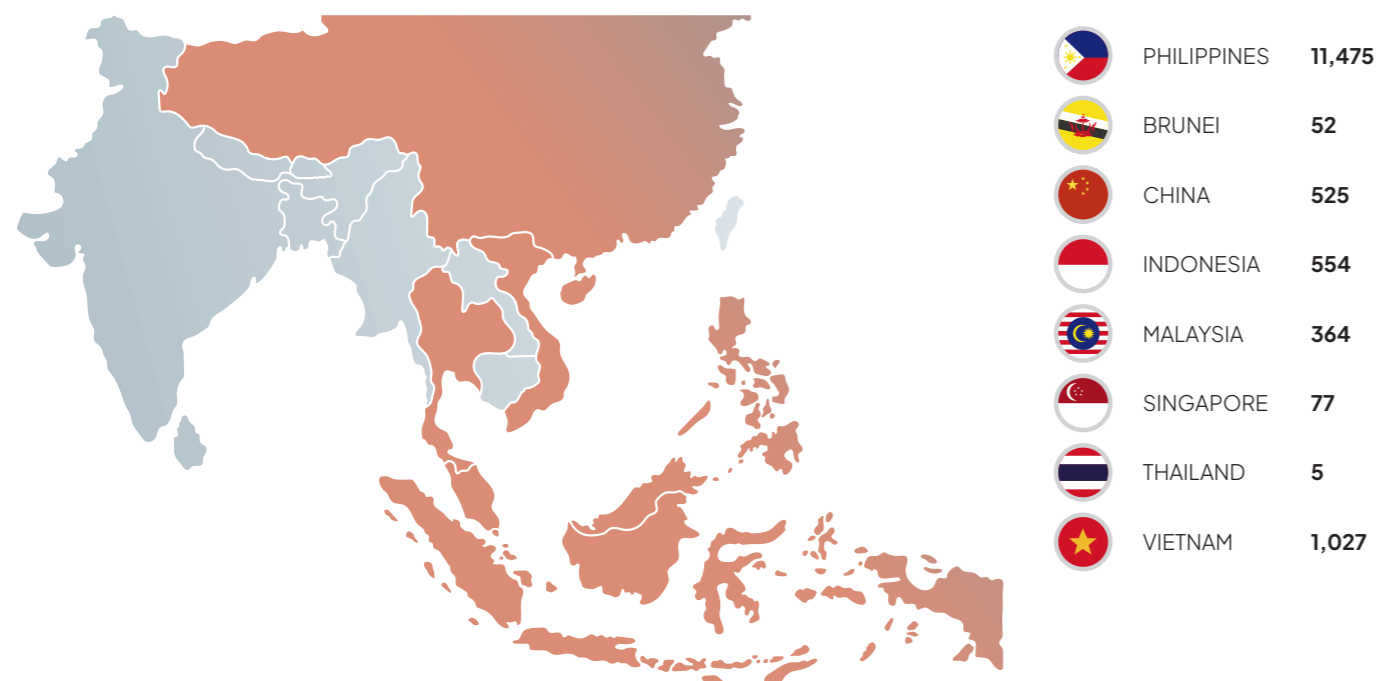 PHILIPPINES 11,475
BRUNEI 52
CHINA 525
INDONESIA 554
MALAYSIA 364
SINGAPORE 77
THAILAND 5
VIETNAM 1,027